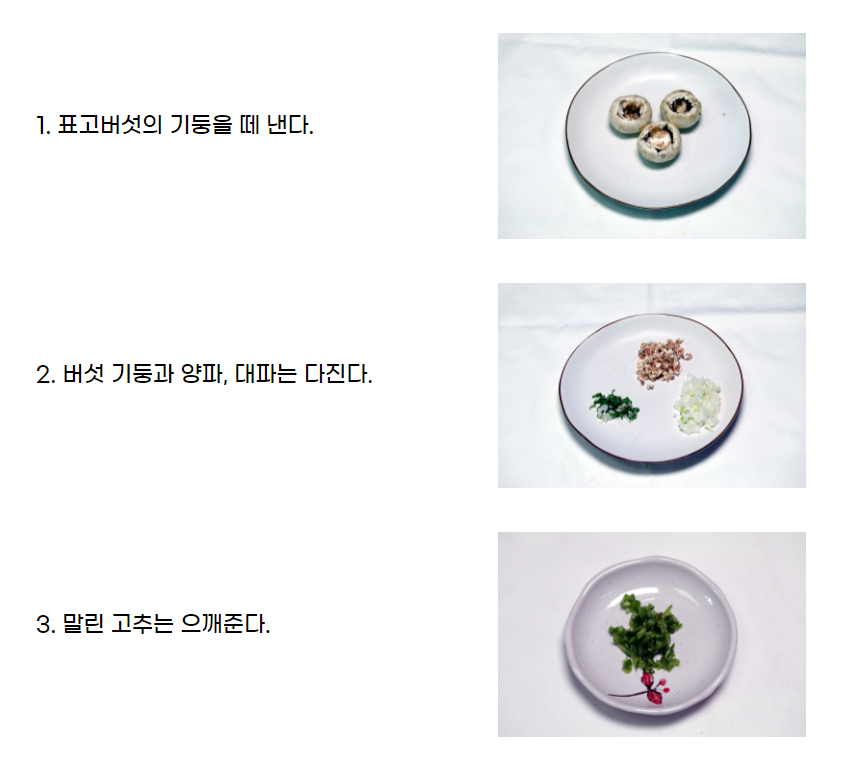 1. 표고버섯의 기둥을 떼 낸다.
2. 버섯 기둥과 양파, 대파는 다진다.
3. 말린 고추는 으깨준다.